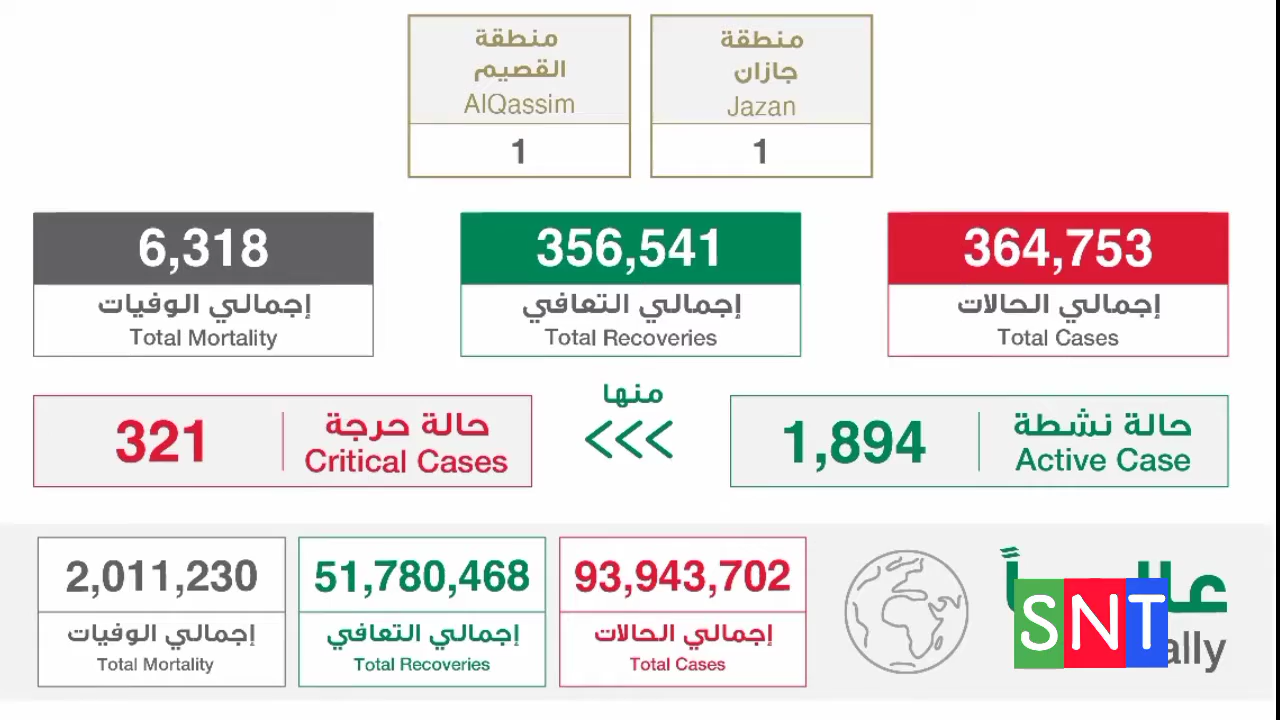 منطقة
جازان
Jazan
1
منطقة
القصيم
AlQassim
1
364,753
إجمالي الحالات
Total Cases
356,541
إجمالي التعافي
Total Recoveries
6,318
إجمالي الوفيات
Total Mortality
حالة نشطة
Active Case
1,894
منها
حالة حرجة
Critical Cases
321
SNT
93,943,702
إجمالي الحالات
Total Cases
51,780,468
إجمالي التعافي
Total Recoveries
2,011,230
إجمالي الوفيات
Total Mortality